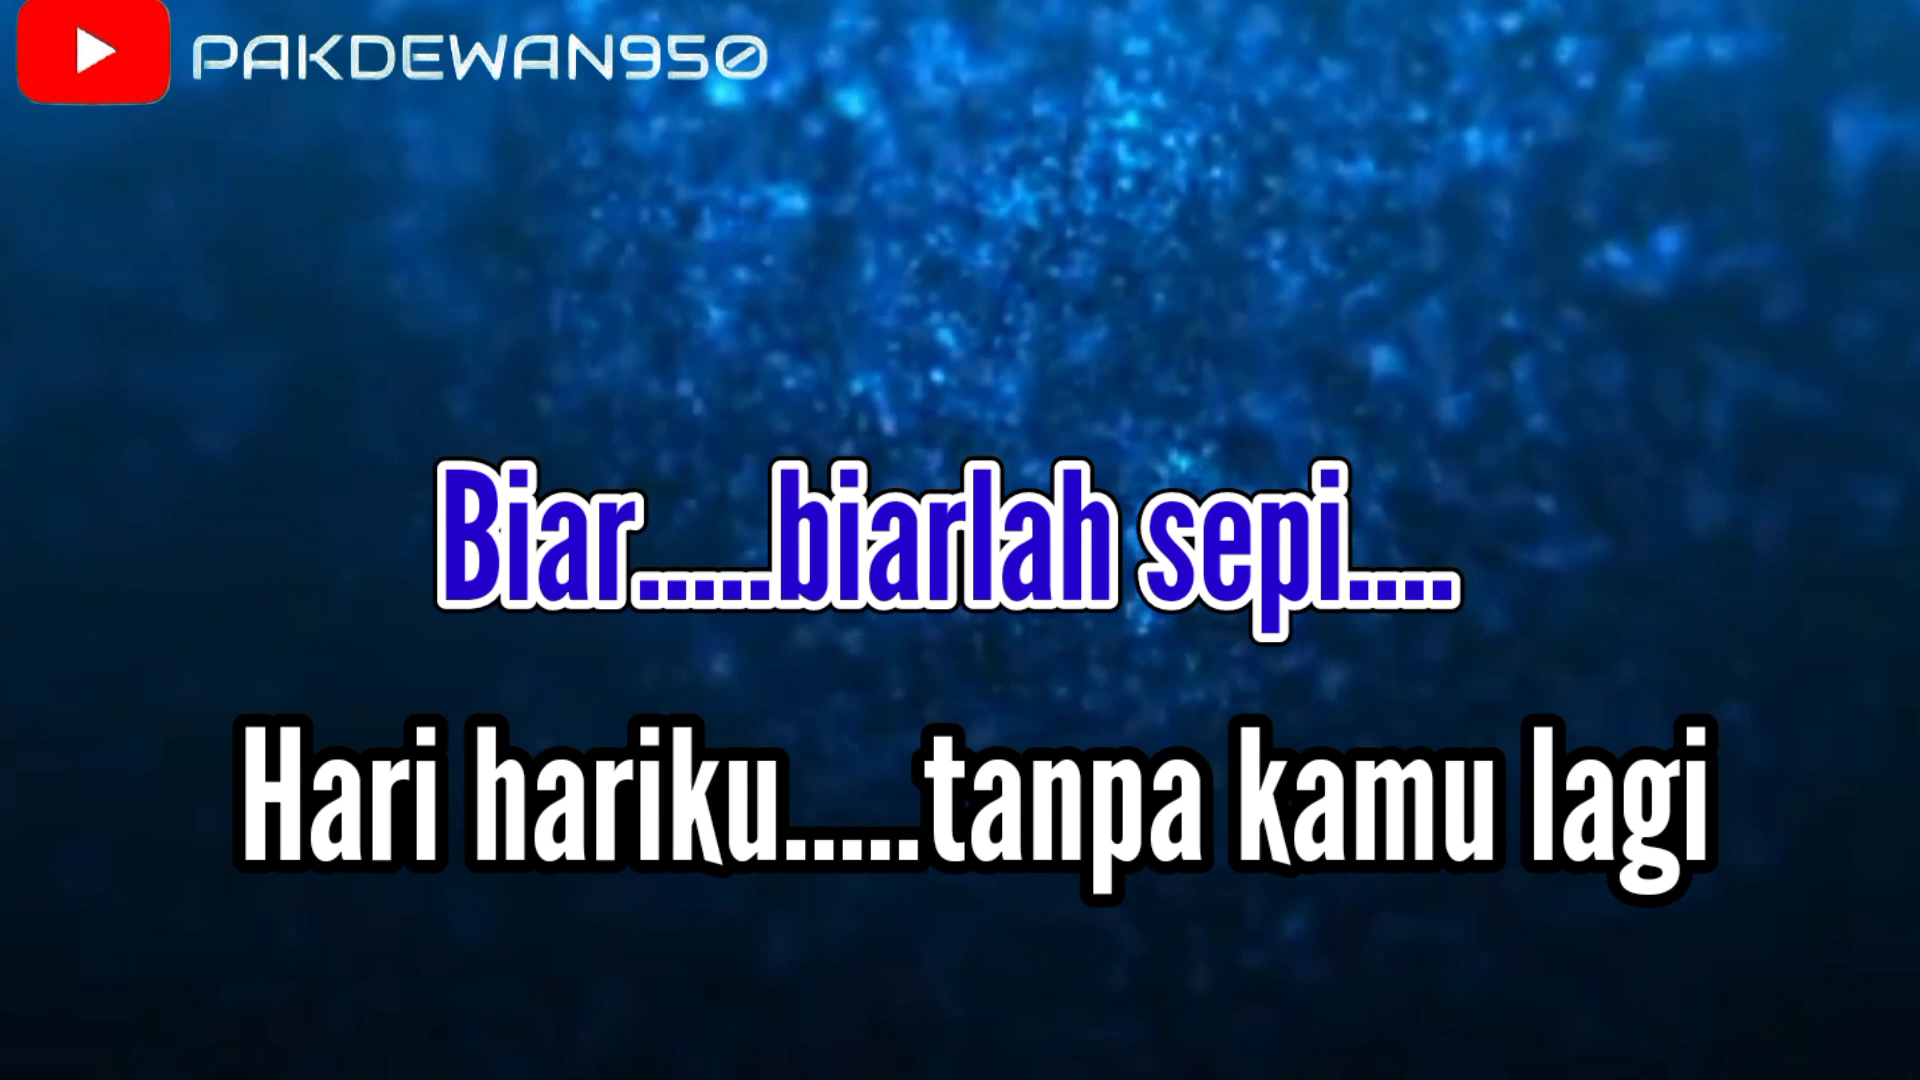 PAKDEWAN950
Biar.....biarlah sepi....
Hari hariku.....tanpa kamu lagi